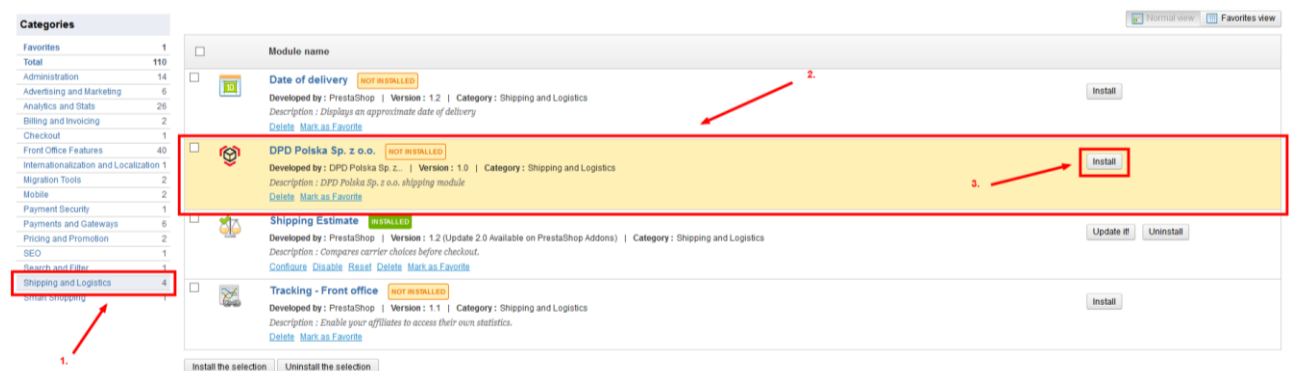 Categories
Normal view Favorites view
Favorites 1
Total 110
Administration 14
Advertising and Marketing 6
Analytics and Stats 26
Billing and Invoicing 2
Checkout 1
Front Office Features 40
Internationalization and Localization 1
Migration Tools 2
Mobile 2
Payment Security 1
Payments and Gateways 6
Pricing and Promotion 2
SEO 1
Search and Filter 1
Shipping and Logistics 4
Smart Shopping 1
1.
Module name
2.
Date of delivery NOT INSTALLED
Developed by : PrestaShop | Version : 1.2 | Category : Shipping and Logistics
Description : Displays an approximate date of delivery
Delete Mark as Favorite
Install
DPD Polska Sp. z o.o. NOT INSTALLED
Developed by : DPD Polska Sp. z... | Version : 1.0 | Category : Shipping and Logistics
Description : DPD Polska Sp. z o.o. shipping module
Delete Mark as Favorite
3.
Install
Shipping Estimate INSTALLED
Developed by : PrestaShop | Version : 1.2 (Update 2.0 Available on PrestaShop Addons) | Category : Shipping and Logistics
Description : Compares carrier choices before checkout.
Configure Disable Reset Delete Mark as Favorite
Update it! Uninstall
Tracking - Front office NOT INSTALLED
Developed by : PrestaShop | Version : 1.1 | Category : Shipping and Logistics
Description : Enable your affiliates to access their own statistics.
Delete Mark as Favorite
Install
Install the selection Uninstall the selection